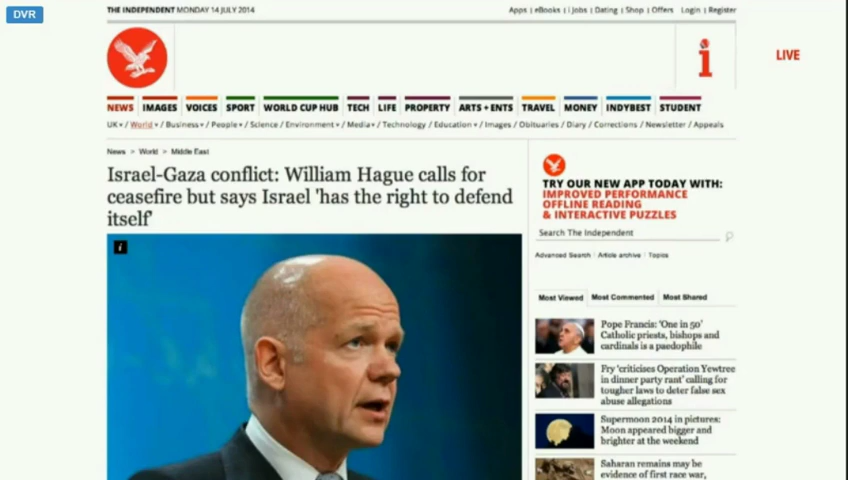 DVR
THE INDEPENDENT MONDAY 14 JULY 2014
Apps | eBooks | i Jobs | Dating | Shop | Offers Login | Register
i
LIVE
NEWS IMAGES VOICES SPORT WORLD CUP HUB TECH LIFE PROPERTY ARTS + ENTS TRAVEL MONEY INDYBEST STUDENT
UK / World / Business / People / Science / Environment / Media / Technology / Education / Images / Obituaries / Diary / Corrections / Newsletter / Appeals
News > World > Middle East
Israel-Gaza conflict: William Hague calls for
ceasefire but says Israel 'has the right to defend
itself'
i
TRY OUR NEW APP TODAY WITH:
IMPROVED PERFORMANCE
OFFLINE READING
& INTERACTIVE PUZZLES
Search The Independent
Advanced Search | Article archive | Topics
Most Viewed Most Commented Most Shared
Pope Francis: 'One in 50'
Catholic priests, bishops and
cardinals is a paedophile
Fry 'criticises Operation Yewtree
in dinner party rant' calling for
tougher laws to deter false sex
abuse allegations
Supermoon 2014 in pictures:
Moon appeared bigger and
brighter at the weekend
Saharan remains may be
evidence of first race war,